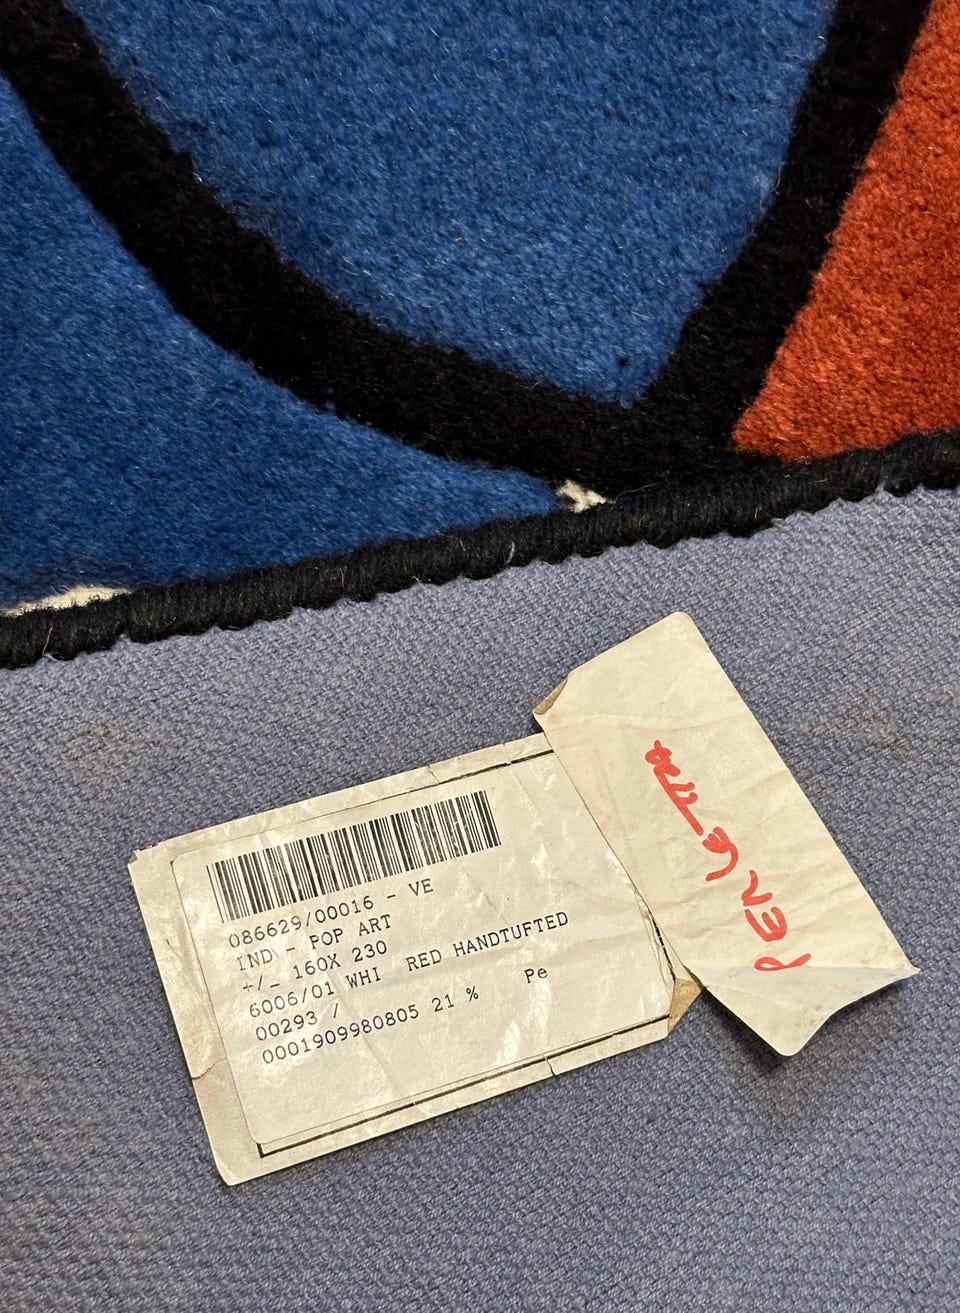 086629/00016 - VE
IND - POP ART
+/- 160X 230
6006/01 WHI RED HANDTUFTED
00293 /
0001909980805 21 % Pe